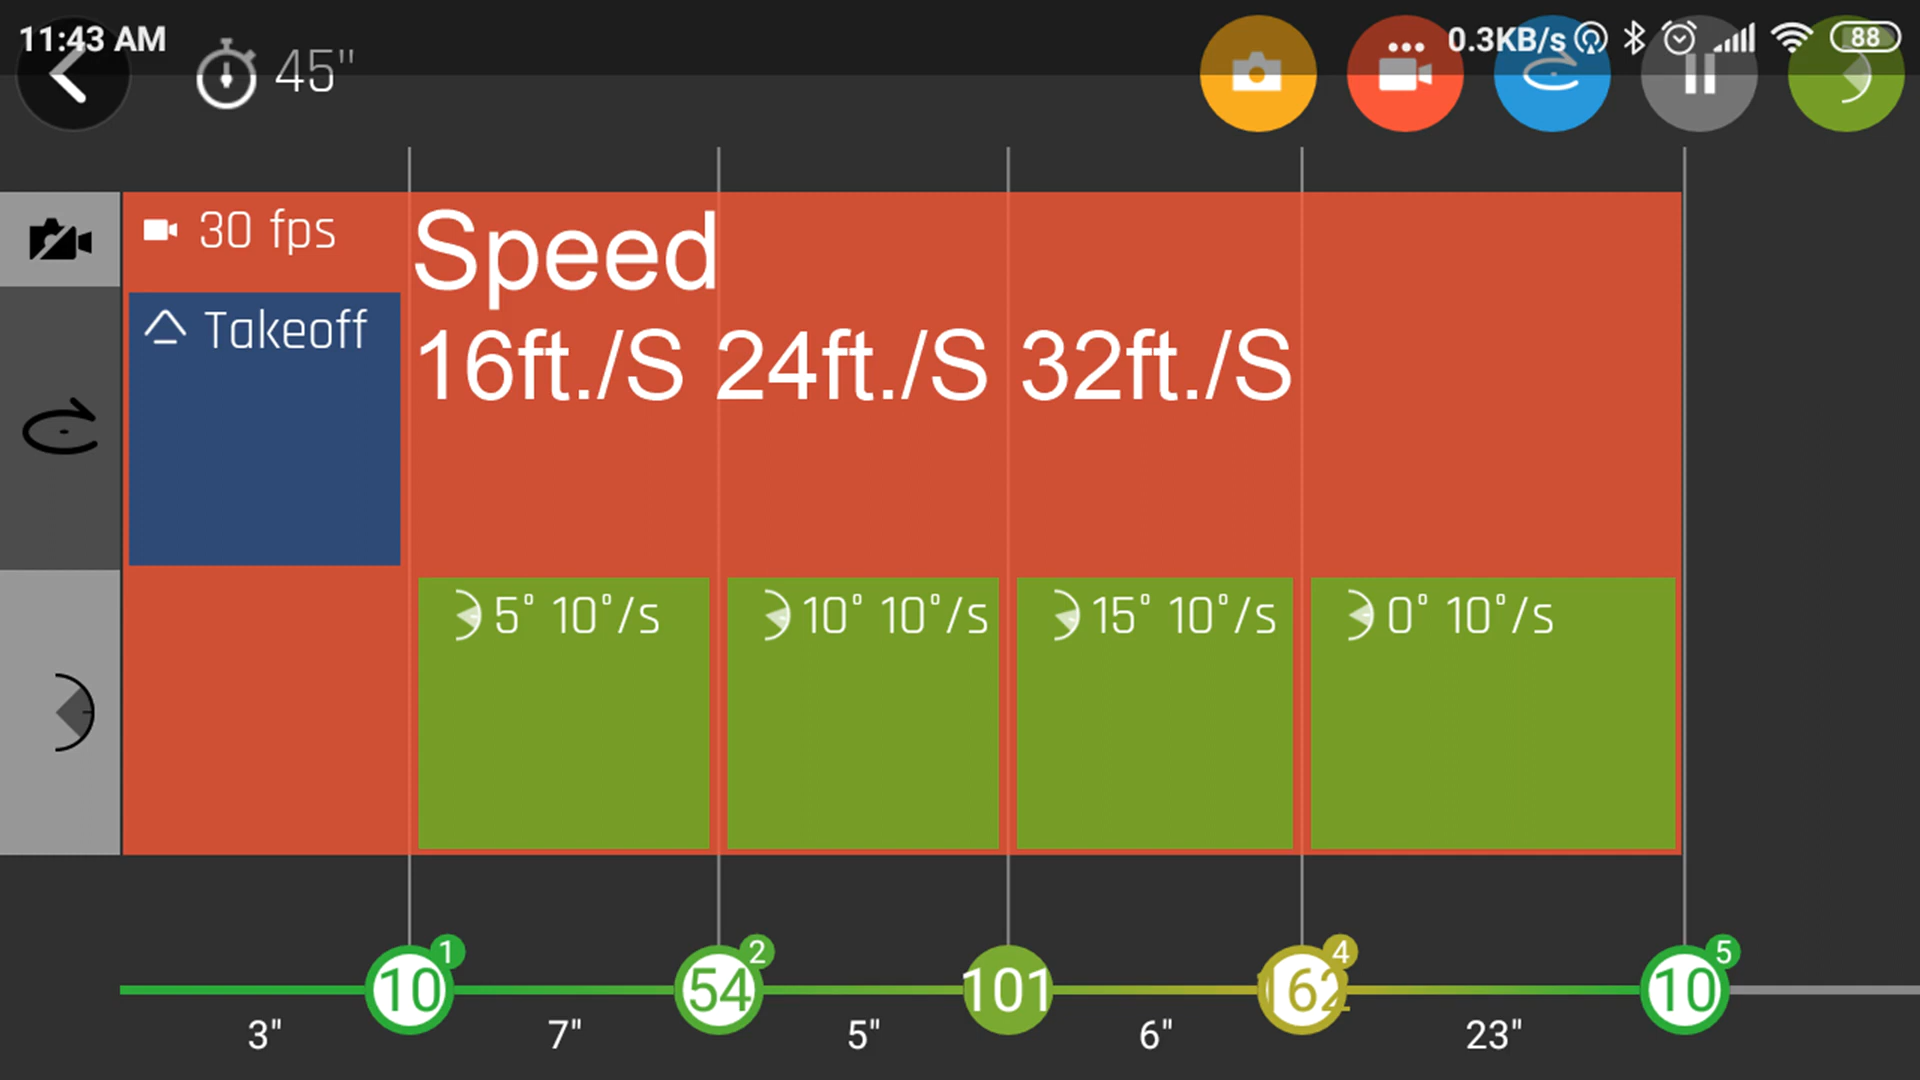 11:43 AM
0.3KB/s
88
45"
30 fps
Speed
Takeoff
16ft./S 24ft./S 32ft./S
5° 10°/s
10° 10°/s
15° 10°/s
0° 10°/s
1
2
4
5
10
54
101
162
10
3"
7"
5"
6"
23"